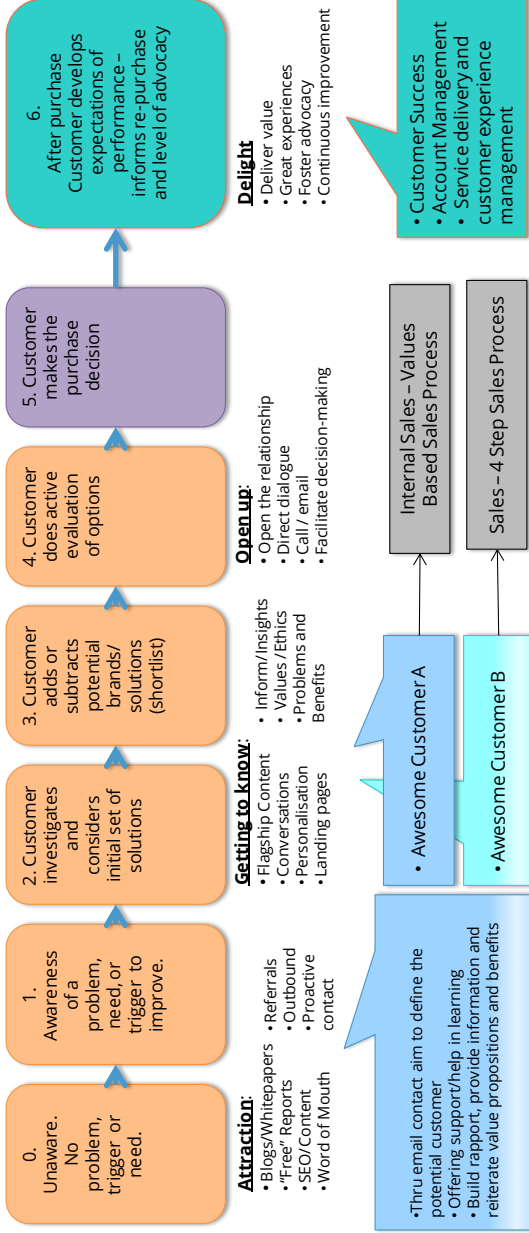 0.
Unaware.
No
problem,
trigger or
need.
1.
Awareness
of a
problem,
need, or
trigger to
improve.
2. Customer
investigates
and
considers
initial set of
solutions
3. Customer
adds or
subtracts
potential
brands/
solutions
(shortlist)
4. Customer
does active
evaluation
of options
5. Customer
makes the
purchase
decision
6.
After purchase
Customer develops
expectations of
performance –
informs re-purchase
and level of advocacy
Attraction:
• Blogs/Whitepapers
• "Free" Reports
• SEO/Content
• Word of Mouth
• Referrals
• Outbound
• Proactive
contact
Getting to know:
• Flagship Content
• Conversations
• Personalisation
• Landing pages
• Inform/Insights
• Values /Ethics
• Problems and
Benefits
Open up:
• Open the relationship
• Direct dialogue
• Call / email
• Facilitate decision-making
Delight
• Deliver value
• Great experiences
• Foster advocacy
• Continuous improvement
•Thru email contact aim to define the
potential customer
• Offering support/help in learning
• Build rapport, provide information and
reiterate value propositions and benefits
• Awesome Customer A
• Awesome Customer B
Internal Sales – Values
Based Sales Process
Sales – 4 Step Sales Process
• Customer Success
• Account Management
• Service delivery and
customer experience
management